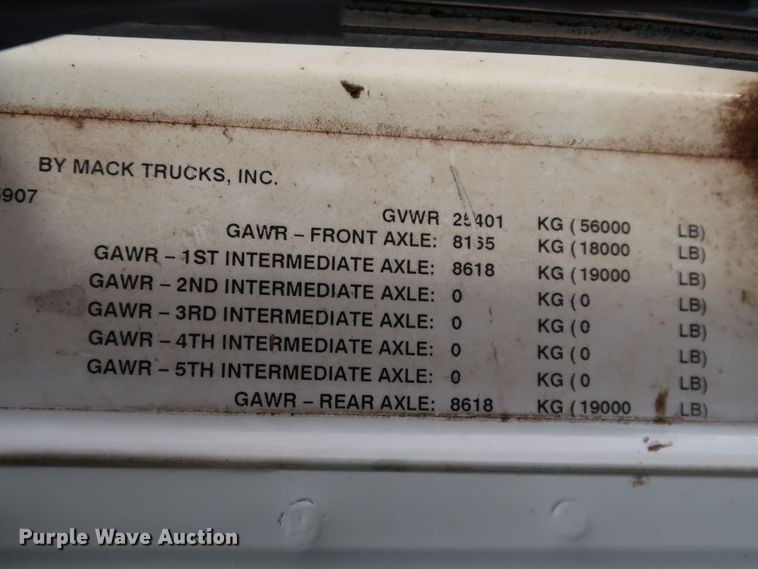 BY MACK TRUCKS, INC.
5907
GVWR 25401 KG ( 56000 LB)
GAWR – FRONT AXLE: 8165 KG ( 18000 LB)
GAWR – 1ST INTERMEDIATE AXLE: 8618 KG ( 19000 LB)
GAWR – 2ND INTERMEDIATE AXLE: 0 KG ( 0 LB)
GAWR – 3RD INTERMEDIATE AXLE: 0 KG ( 0 LB)
GAWR – 4TH INTERMEDIATE AXLE: 0 KG ( 0 LB)
GAWR – 5TH INTERMEDIATE AXLE: 0 KG ( 0 LB)
GAWR – REAR AXLE: 8618 KG ( 19000 LB)
Purple Wave Auction